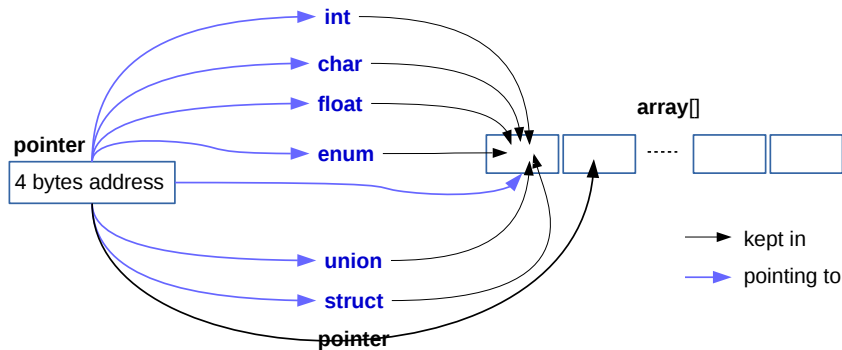 int
char
float
array[]
pointer
enum
4 bytes address
kept in
union
pointing to
struct
pointer